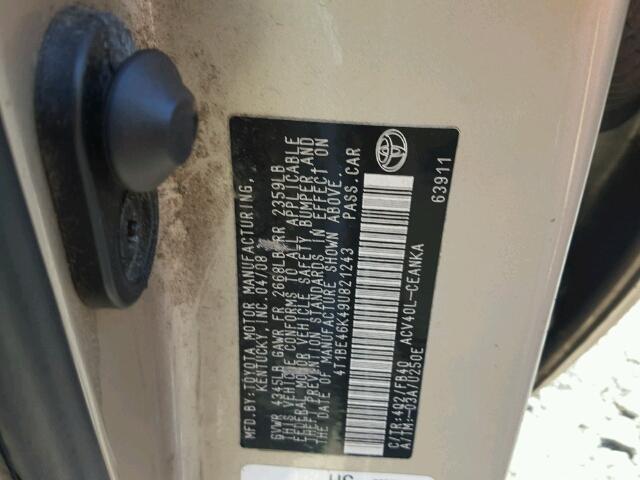 MFD.BY:TOYOTA MOTOR MANUFACTURING,
KENTUCKY, INC. 04/08
GVWR 4345LB GAWR FR 2668LB RR 2359LB
THIS VEHICLE CONFORMS TO ALL APPLICABLE
FEDERAL MOTOR VEHICLE SAFETY, BUMPER, AND
THEFT PREVENTION STANDARDS IN EFFECT ON
THE DATE OF MANUFACTURE SHOWN ABOVE.
4T1BE46K49U821243 PASS. CAR
C/TR:4Q2/FB40 ACV40L-CEANKA
A/TM:-03A/U250E 63911